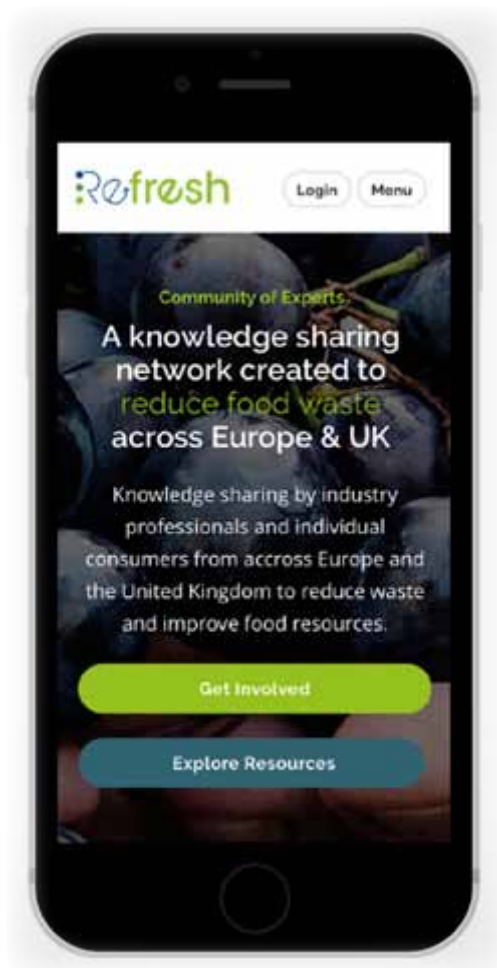 Refresh
Login
Menu
Community of Experts
A knowledge sharing
network created to
reduce food waste
across Europe & UK
Knowledge sharing by industry
professionals and individual
consumers from accross Europe and
the United Kingdom to reduce waste
and improve food resources.
Get Involved
Explore Resources